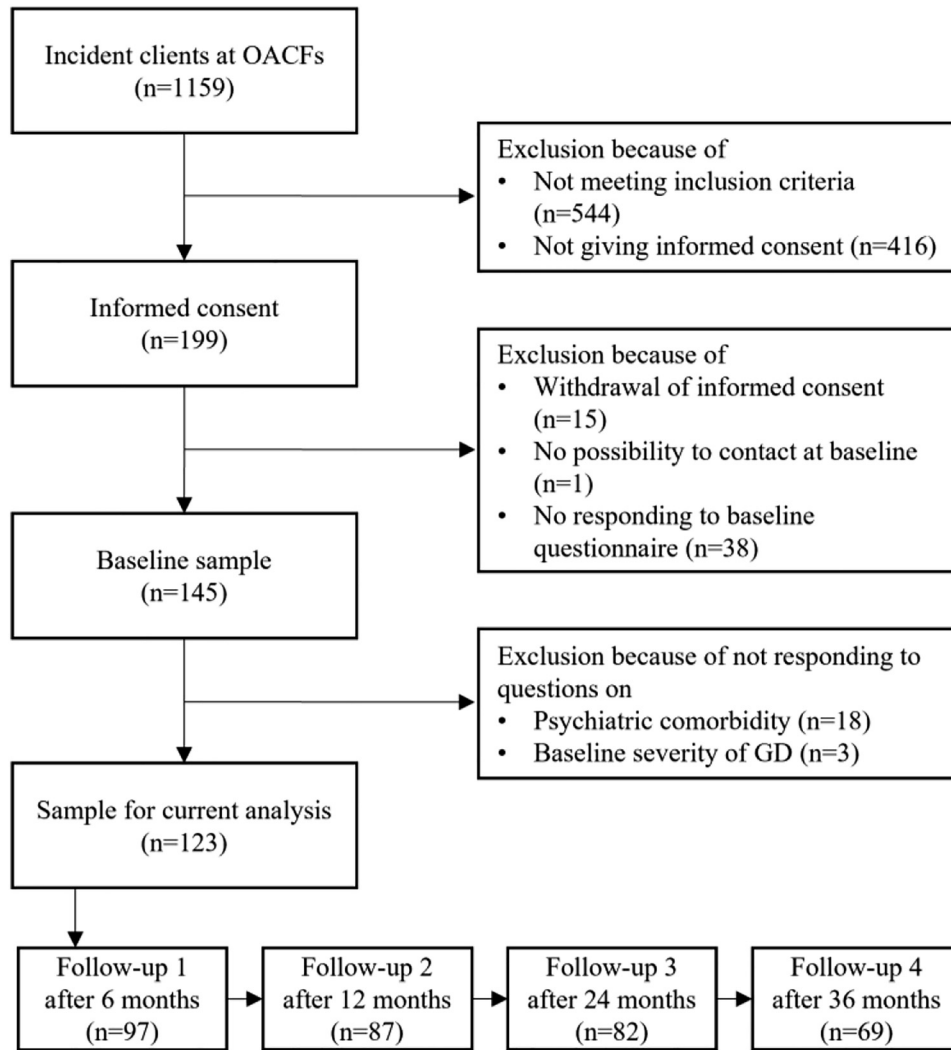 Incident clients at OACFs
(n=1159)
Exclusion because of
• Not meeting inclusion criteria
(n=544)
• Not giving informed consent (n=416)
Informed consent
(n=199)
Exclusion because of
• Withdrawal of informed consent
(n=15)
• No possibility to contact at baseline
(n=1)
• No responding to baseline
questionnaire (n=38)
Baseline sample
(n=145)
Exclusion because of not responding to
questions on
• Psychiatric comorbidity (n=18)
• Baseline severity of GD (n=3)
Sample for current analysis
(n=123)
Follow-up 1
after 6 months
(n=97)
Follow-up 2
after 12 months
(n=87)
Follow-up 3
after 24 months
(n=82)
Follow-up 4
after 36 months
(n=69)